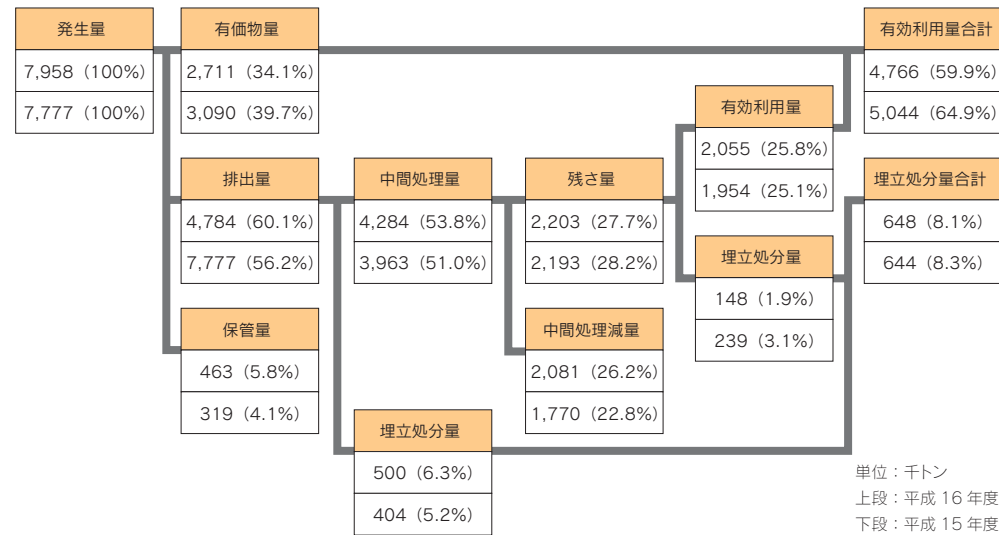 発生量
7,958（100%）
7,777（100%）
有価物量
2,711（34.1%）
3,090（39.7%）
有効利用量合計
4,766（59.9%）
5,044（64.9%）
有効利用量
2,055（25.8%）
1,954（25.1%）
排出量
4,784（60.1%）
7,777（56.2%）
中間処理量
4,284（53.8%）
3,963（51.0%）
残さ量
2,203（27.7%）
2,193（28.2%）
埋立処分量合計
648（8.1%）
644（8.3%）
埋立処分量
148（1.9%）
239（3.1%）
保管量
463（5.8%）
319（4.1%）
中間処理減量
2,081（26.2%）
1,770（22.8%）
埋立処分量
500（6.3%）
404（5.2%）
単位：千トン
上段：平成 16 年度
下段：平成 15 年度